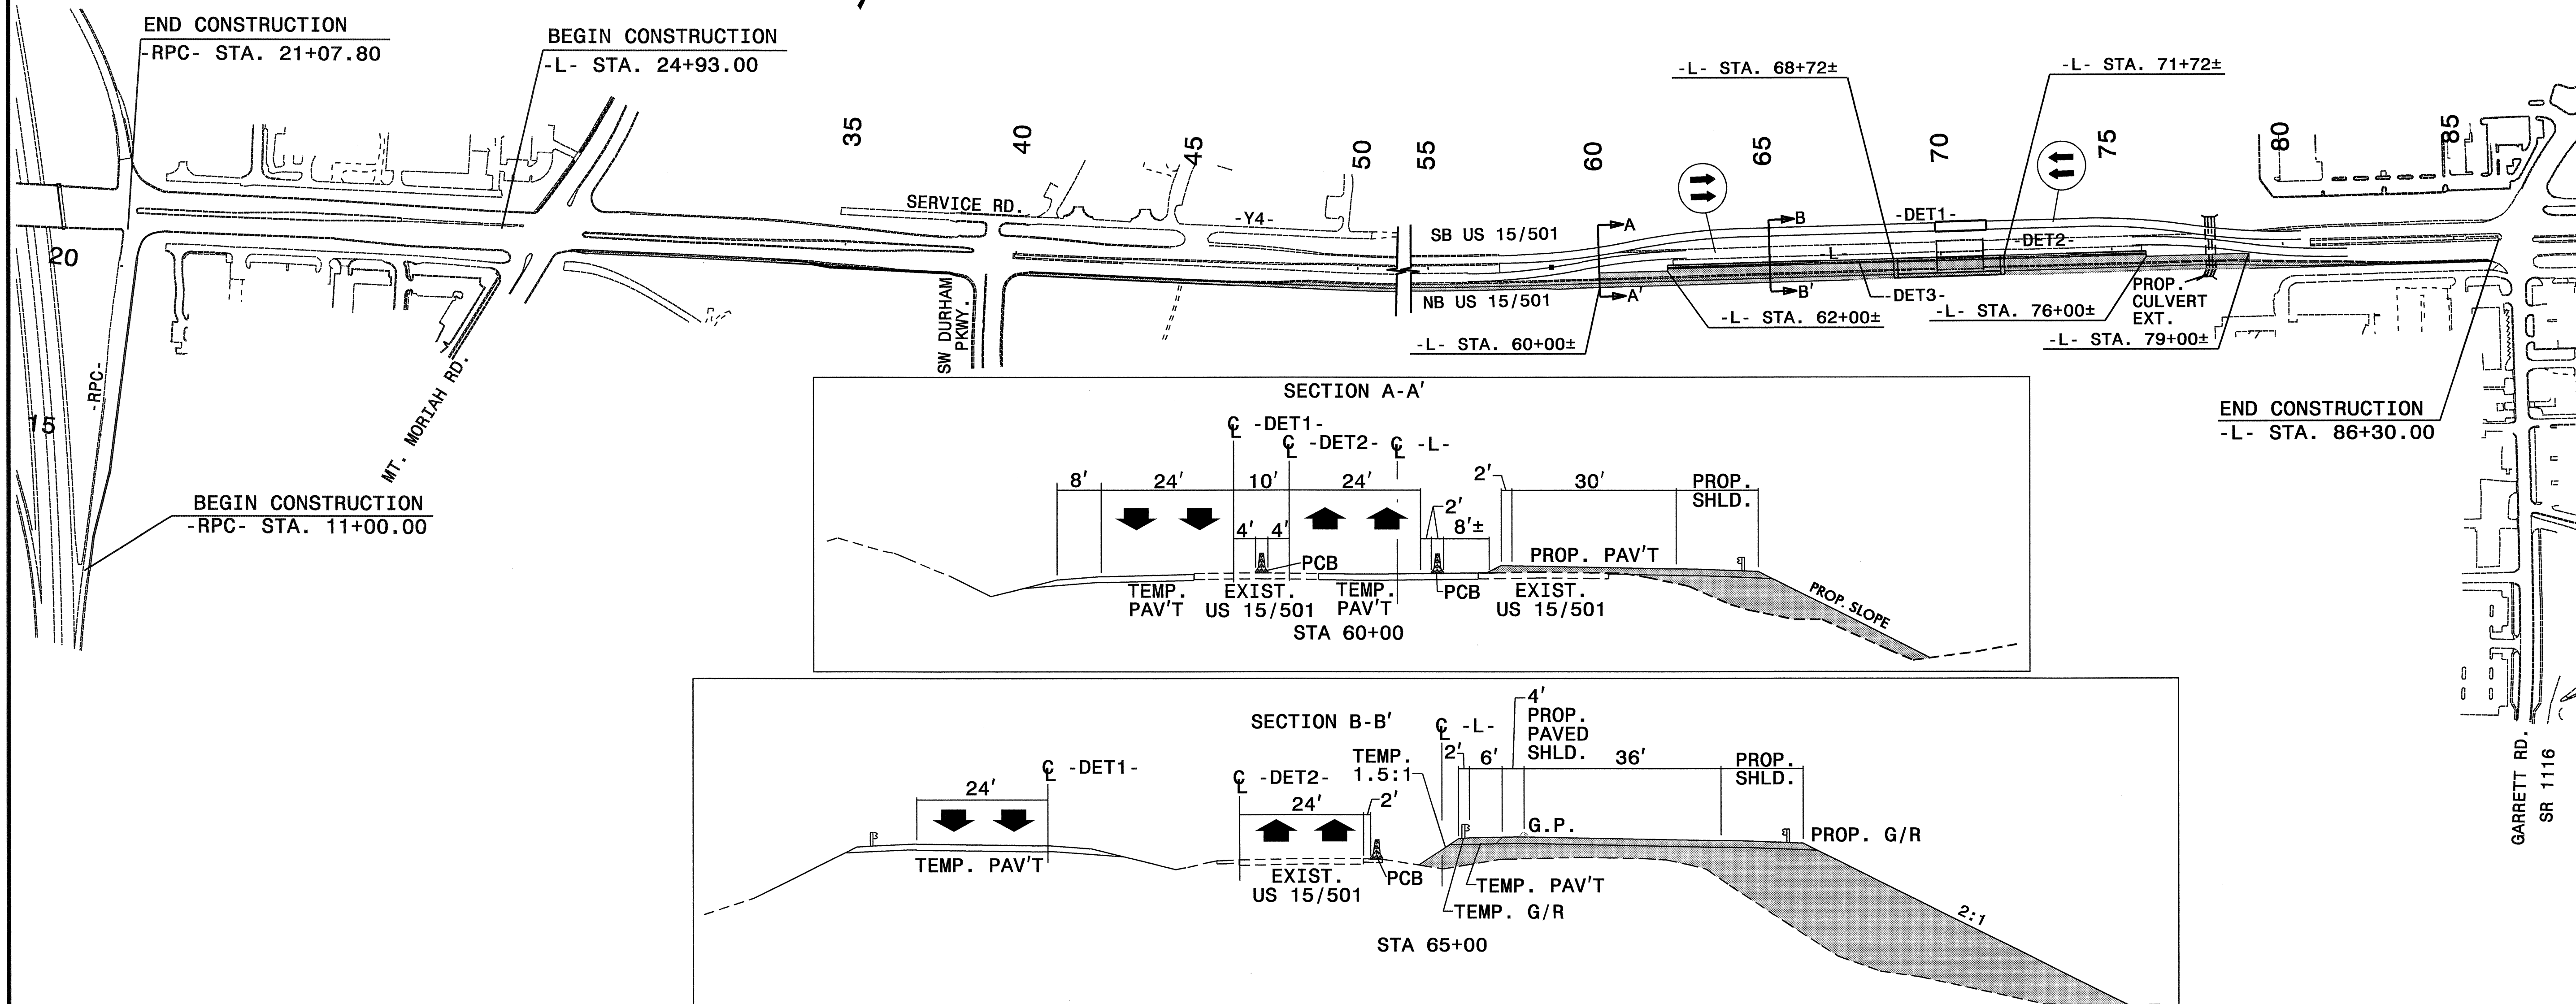 END CONSTRUCTION
-RPC- STA. 21+07.80
BEGIN CONSTRUCTION
-L- STA. 24+93.00
-L- STA. 68+72±
-L- STA. 71+72±
35
40
45
50
55
60
65
70
75
80
85
SERVICE RD.
-Y4-
SB US 15/501
NB US 15/501
A
A'
B
B'
-DET1-
-DET2-
-L-
-DET3-
PROP.
CULVERT
EXT.
-L- STA. 60+00±
-L- STA. 62+00±
-L- STA. 76+00±
-L- STA. 79+00±
20
15
-RPC-
MT. MORIAH RD.
SW DURHAM
PKWY.
BEGIN CONSTRUCTION
-RPC- STA. 11+00.00
END CONSTRUCTION
-L- STA. 86+30.00
GARRETT RD.
SR 1116
SECTION A-A'
℄ -DET1-
℄ -DET2-
℄ -L-
8'
24'
10'
24'
2'
30'
PROP.
SHLD.
4'
4'
2'
8'±
PCB
PROP. PAV'T
TEMP.
PAV'T
EXIST.
US 15/501
TEMP.
PAV'T
PCB
EXIST.
US 15/501
PROP. SLOPE
STA 60+00
SECTION B-B'
℄ -L-
4'
PROP.
PAVED
SHLD.
TEMP.
1.5:1
2'
6'
36'
PROP.
SHLD.
℄ -DET1-
24'
℄ -DET2-
24'
2'
G.P.
PROP. G/R
TEMP. PAV'T
EXIST.
US 15/501
PCB
TEMP. PAV'T
TEMP. G/R
2:1
STA 65+00